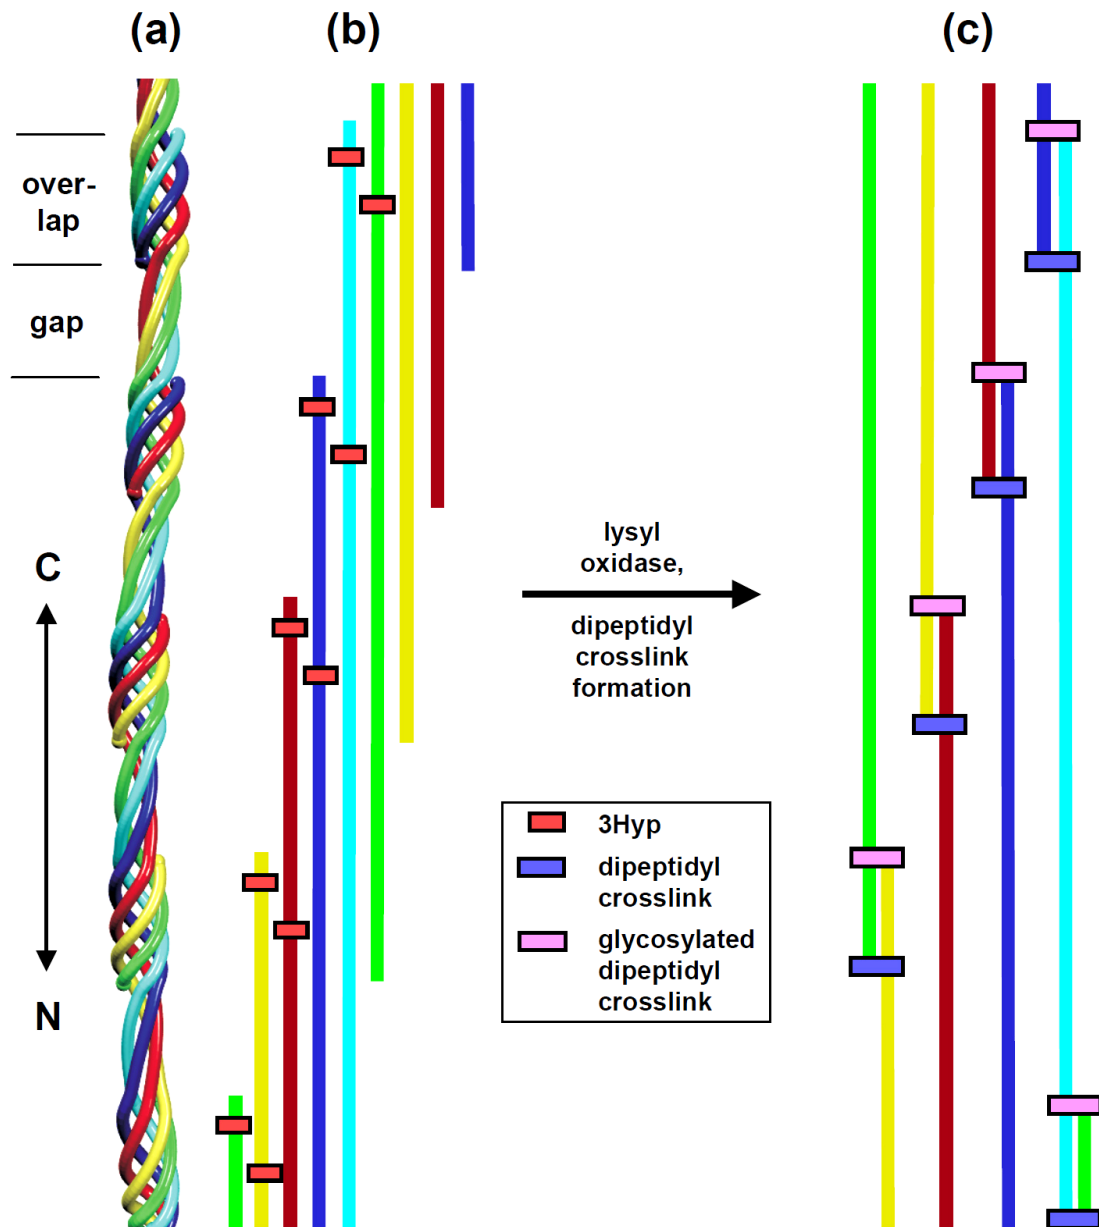 (a)
(b)
(c)
over-
lap
gap
C
N
lysyl
oxidase,
dipeptidyl
crosslink
formation
3Hyp
dipeptidyl
crosslink
glycosylated
dipeptidyl
crosslink